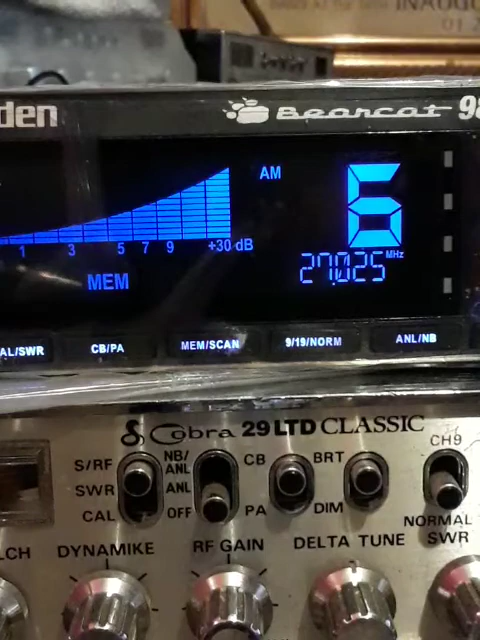 INAUG
den Bearcat 98
AM 6
1 3 5 7 9 +30 dB
27.025 MHz
MEM
AL/SWR CB/PA MEM/SCAN 9/19/NORM ANL/NB
Cobra 29 LTD CLASSIC
S/RF NB/ANL CB BRT CH9
SWR ANL
CAL OFF PA DIM NORMAL
LCH DYNAMIKE RF GAIN DELTA TUNE SWR